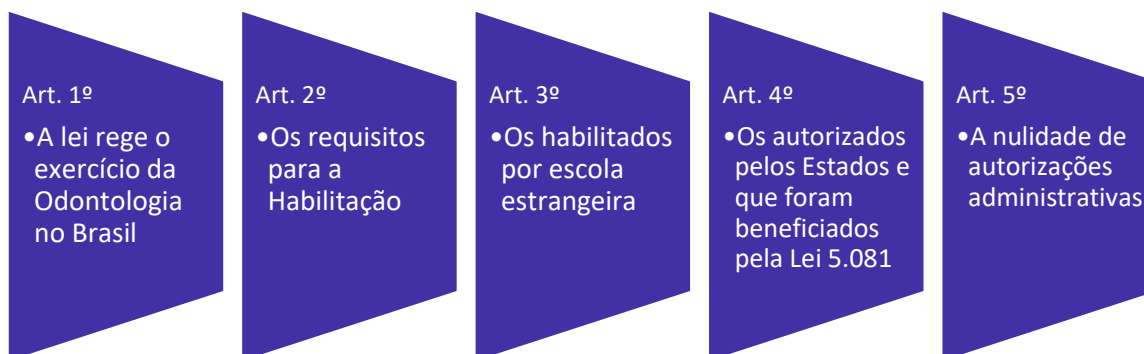 Art. 1º
•A lei rege o
exercício da
Odontologia
no Brasil
Art. 2º
•Os requisitos
para a
Habilitação
Art. 3º
•Os habilitados
por escola
estrangeira
Art. 4º
•Os autorizados
pelos Estados e
que foram
beneficiados
pela Lei 5.081
Art. 5º
•A nulidade de
autorizações
administrativas